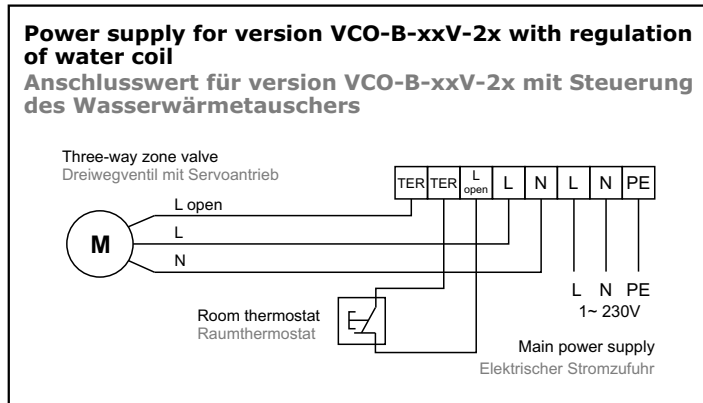 Power supply for version VCO-B-xxV-2x with regulation
of water coil
Anschlusswert für version VCO-B-xxV-2x mit Steuerung
des Wasserwärmetauschers
Three-way zone valve
Dreiwegventil mit Servoantrieb
TER TER L open L N L N PE
L open
L
N
M
L N PE
1~ 230V
Room thermostat
Raumthermostat
Main power supply
Elektrischer Stromzufuhr